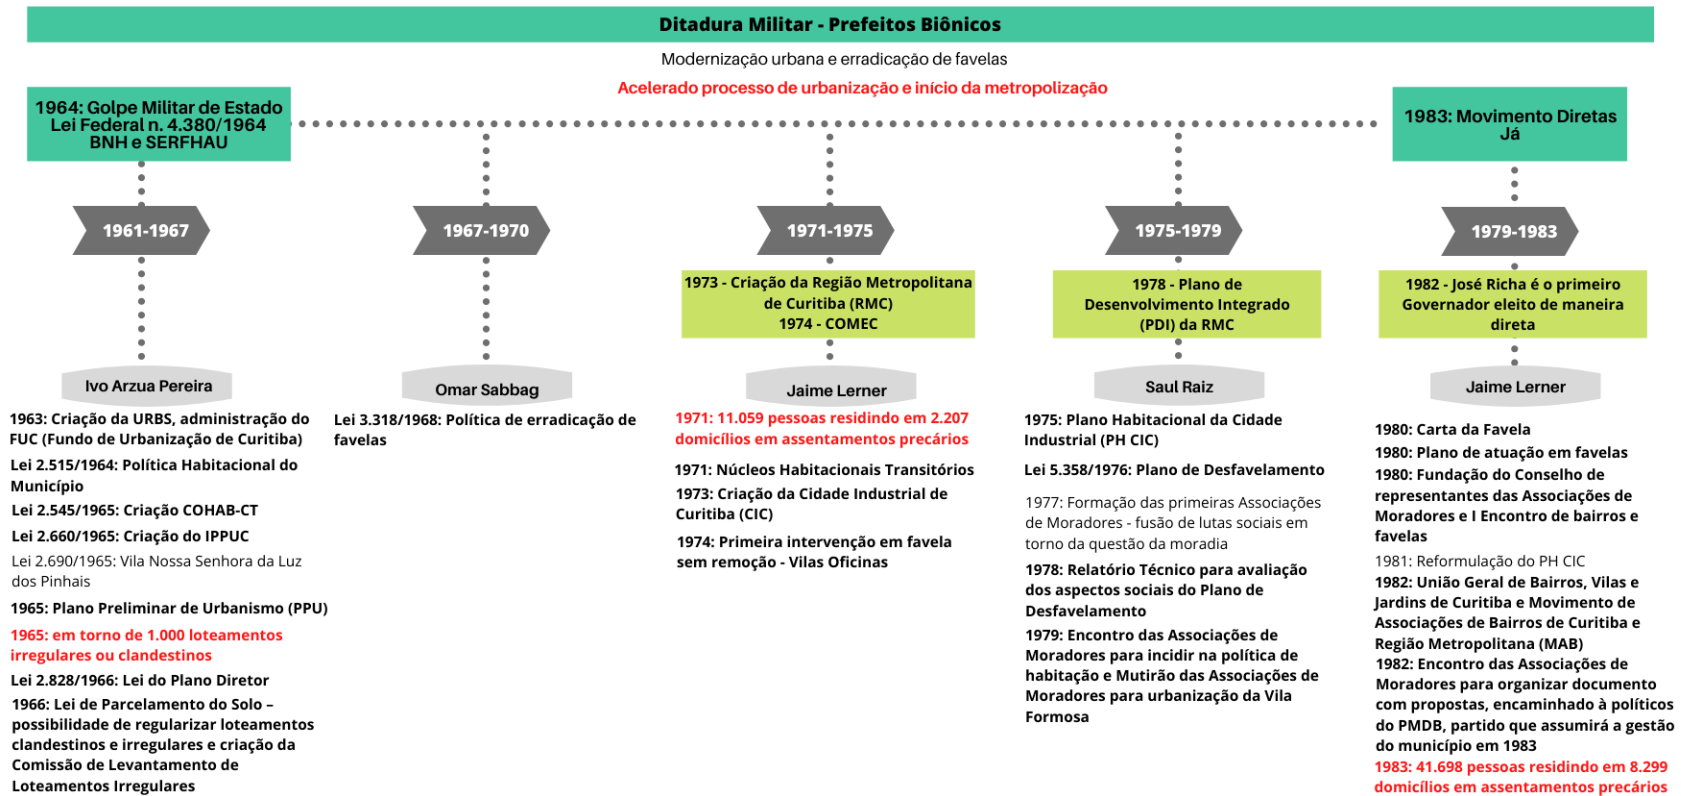 Ditadura Militar - Prefeitos Biônicos
Modernização urbana e erradicação de favelas
Acelerado processo de urbanização e início da metropolização
1964: Golpe Militar de Estado
Lei Federal n. 4.380/1964
BNH e SERFHAU
1983: Movimento Diretas
Já
1961-1967
1967-1970
1971-1975
1975-1979
1979-1983
1973 - Criação da Região Metropolitana
de Curitiba (RMC)
1974 - COMEC
1978 - Plano de
Desenvolvimento Integrado
(PDI) da RMC
1982 - José Richa é o primeiro
Governador eleito de maneira
direta
Ivo Arzua Pereira
1963: Criação da URBS, administração do
FUC (Fundo de Urbanização de Curitiba)
Lei 2.515/1964: Política Habitacional do
Município
Lei 2.545/1965: Criação COHAB-CT
Lei 2.660/1965: Criação do IPPUC
Lei 2.690/1965: Vila Nossa Senhora da Luz
dos Pinhais
1965: Plano Preliminar de Urbanismo (PPU)
1965: em torno de 1.000 loteamentos
irregulares ou clandestinos
Lei 2.828/1966: Lei do Plano Diretor
1966: Lei de Parcelamento do Solo –
possibilidade de regularizar loteamentos
clandestinos e irregulares e criação da
Comissão de Levantamento de
Loteamentos Irregulares
Omar Sabbag
Lei 3.318/1968: Política de erradicação de
favelas
Jaime Lerner
1971: 11.059 pessoas residindo em 2.207
domicílios em assentamentos precários
1971: Núcleos Habitacionais Transitórios
1973: Criação da Cidade Industrial de
Curitiba (CIC)
1974: Primeira intervenção em favela
sem remoção - Vilas Oficinas
Saul Raiz
1975: Plano Habitacional da Cidade
Industrial (PH CIC)
Lei 5.358/1976: Plano de Desfavelamento
1977: Formação das primeiras Associações
de Moradores - fusão de lutas sociais em
torno da questão da moradia
1978: Relatório Técnico para avaliação
dos aspectos sociais do Plano de
Desfavelamento
1979: Encontro das Associações de
Moradores para incidir na política de
habitação e Mutirão das Associações de
Moradores para urbanização da Vila
Formosa
Jaime Lerner
1980: Carta da Favela
1980: Plano de atuação em favelas
1980: Fundação do Conselho de
representantes das Associações de
Moradores e I Encontro de bairros e
favelas
1981: Reformulação do PH CIC
1982: União Geral de Bairros, Vilas e
Jardins de Curitiba e Movimento de
Associações de Bairros de Curitiba e
Região Metropolitana (MAB)
1982: Encontro das Associações de
Moradores para organizar documento
com propostas, encaminhado à políticos
do PMDB, partido que assumirá a gestão
do município em 1983
1983: 41.698 pessoas residindo em 8.299
domicílios em assentamentos precários